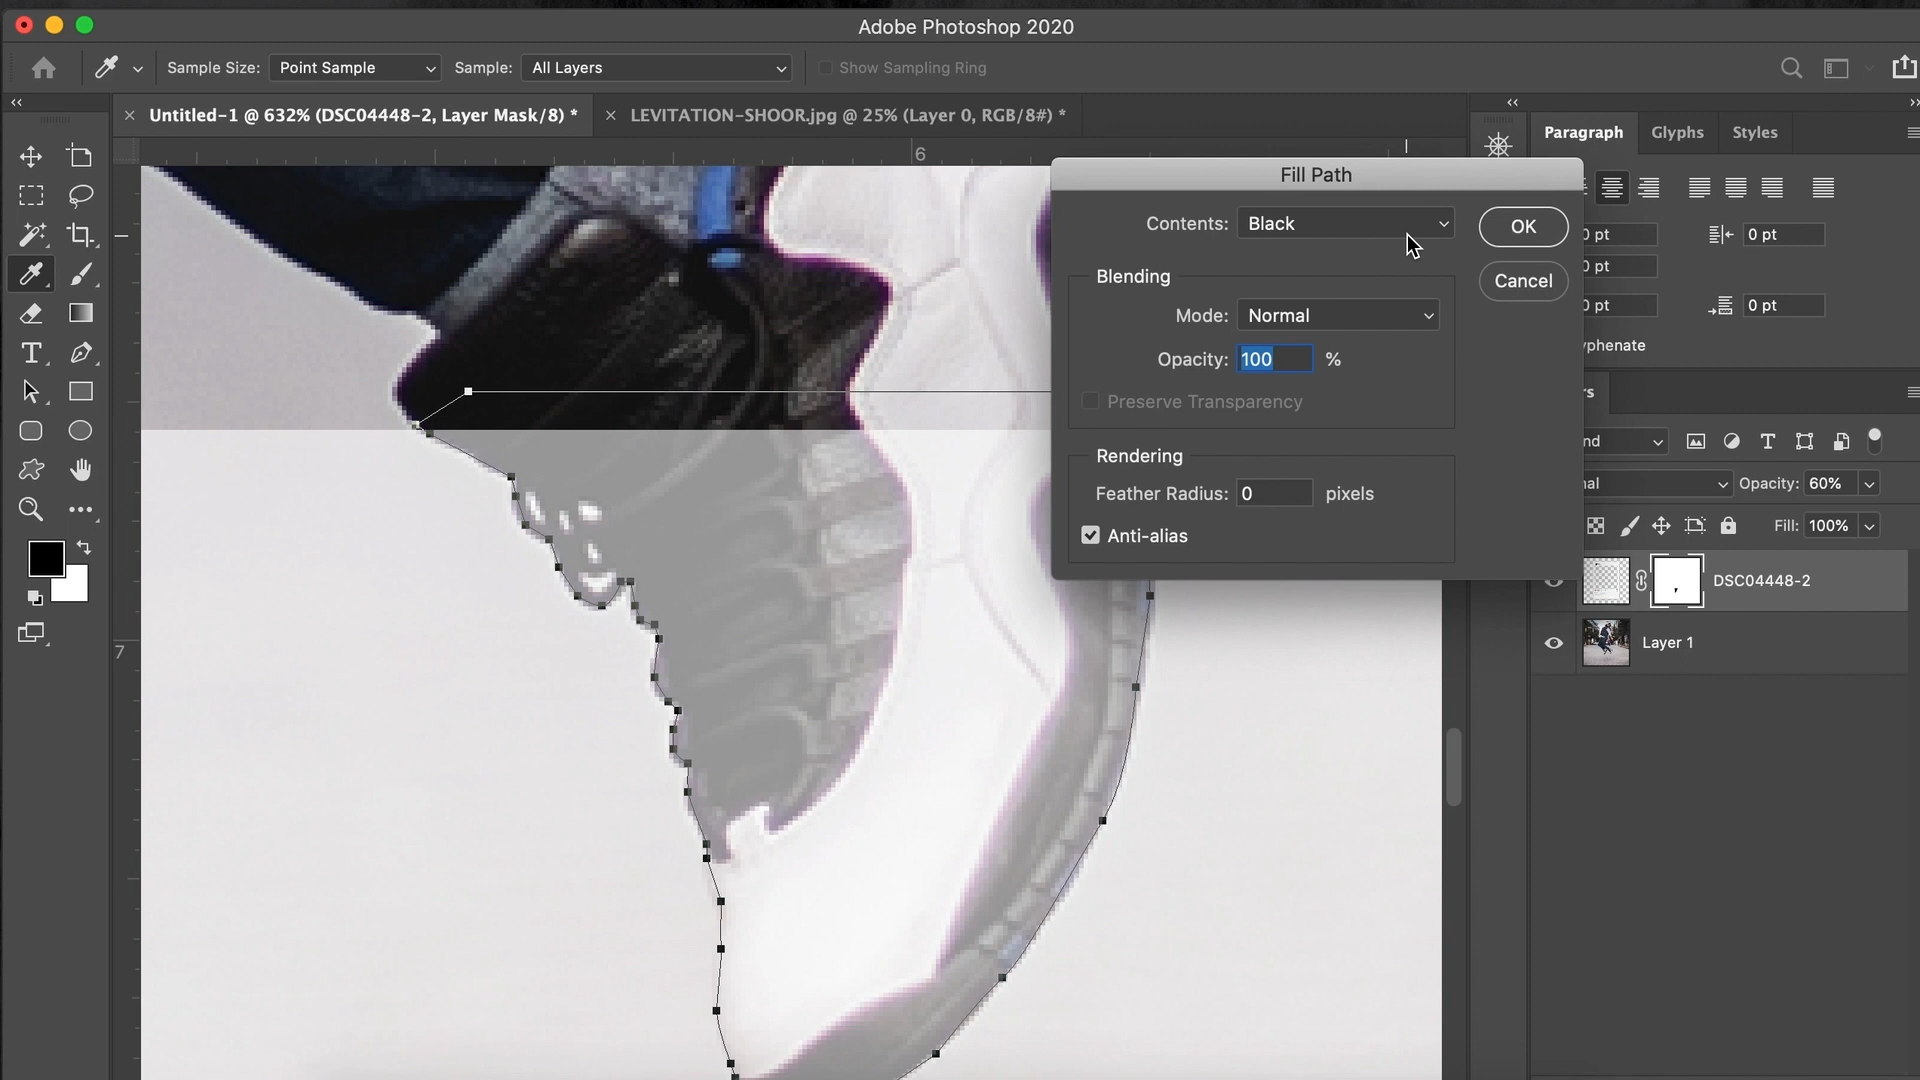 Adobe Photoshop 2020
Sample Size: Point Sample Sample: All Layers Show Sampling Ring
Untitled-1 @ 632% (DSC04448-2, Layer Mask/8) * LEVITATION-SHOOR.jpg @ 25% (Layer 0, RGB/8#) *
Paragraph Glyphs Styles
6
Fill Path
Contents: Black
OK
0 pt 0 pt
Blending
Cancel
0 pt
Mode: Normal
0 pt 0 pt
Opacity: 100 %
yphenate
Preserve Transparency
rs
nd
Rendering
nal Opacity: 60%
Feather Radius: 0 pixels
Fill: 100%
Anti-alias
DSC04448-2
Layer 1
7